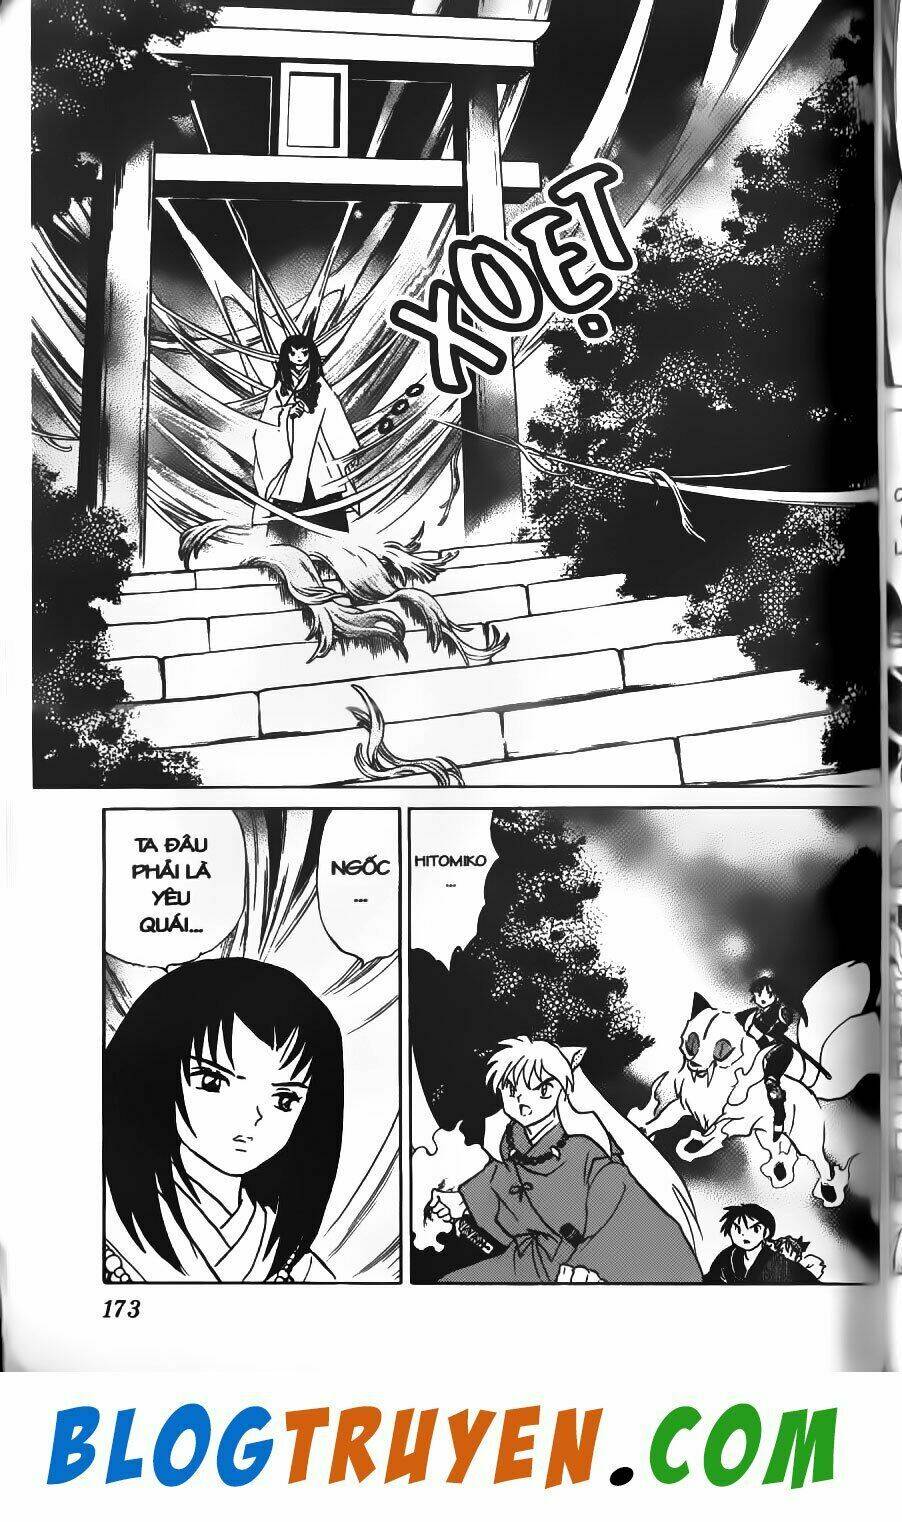 XOẸT
HITOMIKO
...
NGỐC
...
TA ĐÂU
PHẢI LÀ
YÊU
QUÁI...
173
BLOGTRUYEN.COM